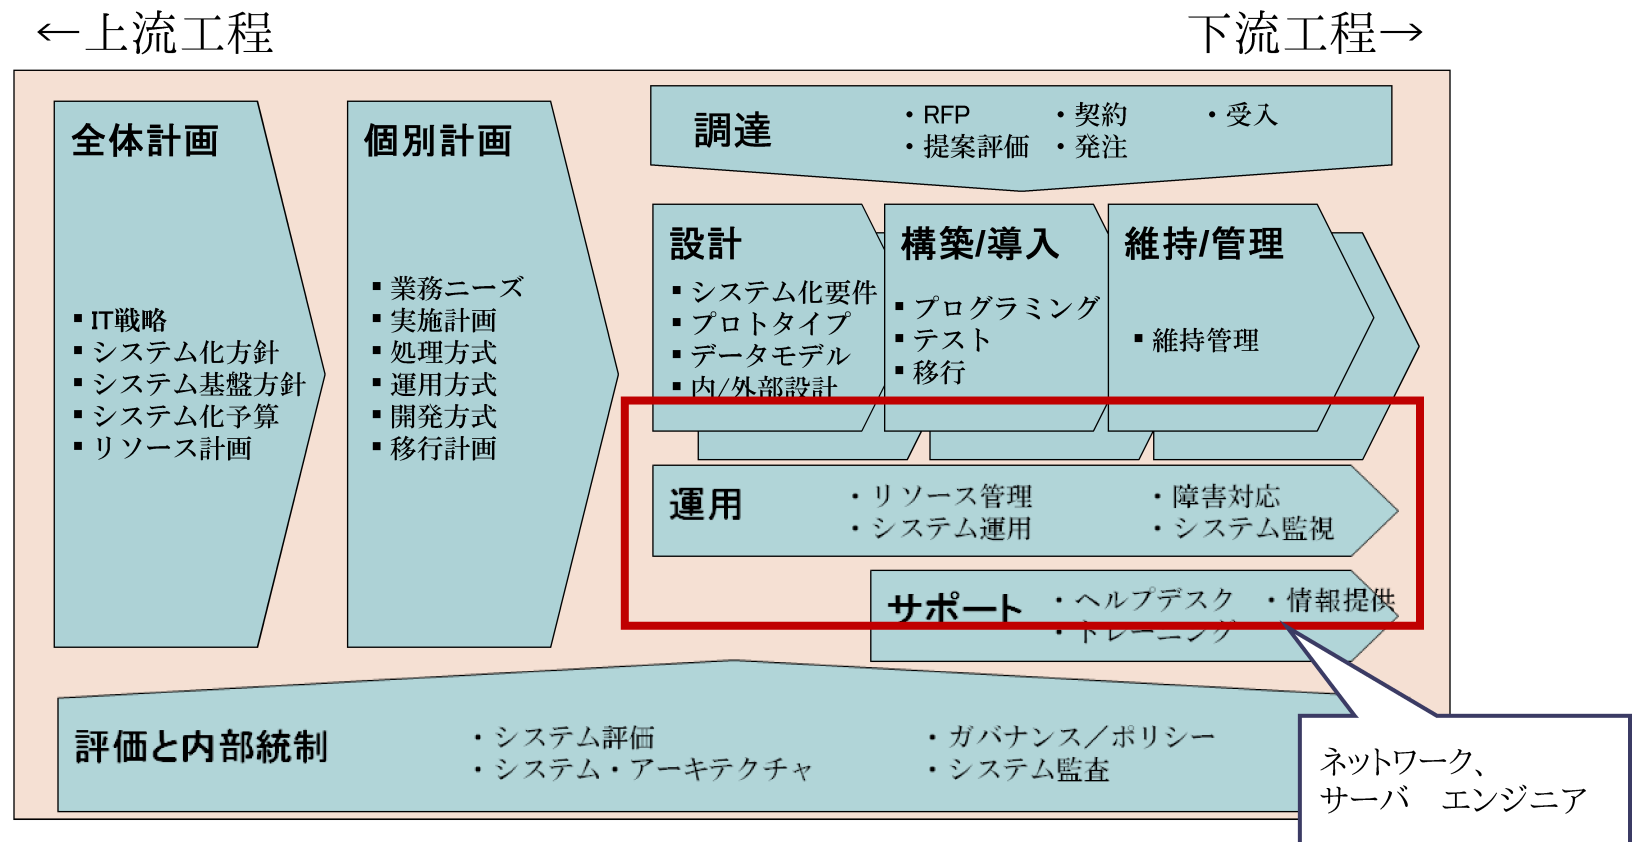 ←上流工程
下流工程→
全体計画
▪ IT戦略
▪ システム化方針
▪ システム基盤方針
▪ システム化予算
▪ リソース計画
個別計画
▪ 業務ニーズ
▪ 実施計画
▪ 処理方式
▪ 運用方式
▪ 開発方式
▪ 移行計画
調達
・RFP ・契約 ・受入
・提案評価 ・発注
設計
▪ システム化要件
▪ プロトタイプ
▪ データモデル
▪ 内/外部設計
構築/導入
▪ プログラミング
▪ テスト
▪ 移行
維持/管理
▪ 維持管理
運用
・リソース管理 ・障害対応
・システム運用 ・システム監視
サポート
・ヘルプデスク ・情報提供
・トレーニング
評価と内部統制
・システム評価 ・ガバナンス／ポリシー
・システム・アーキテクチャ ・システム監査
ネットワーク、
サーバ　エンジニア